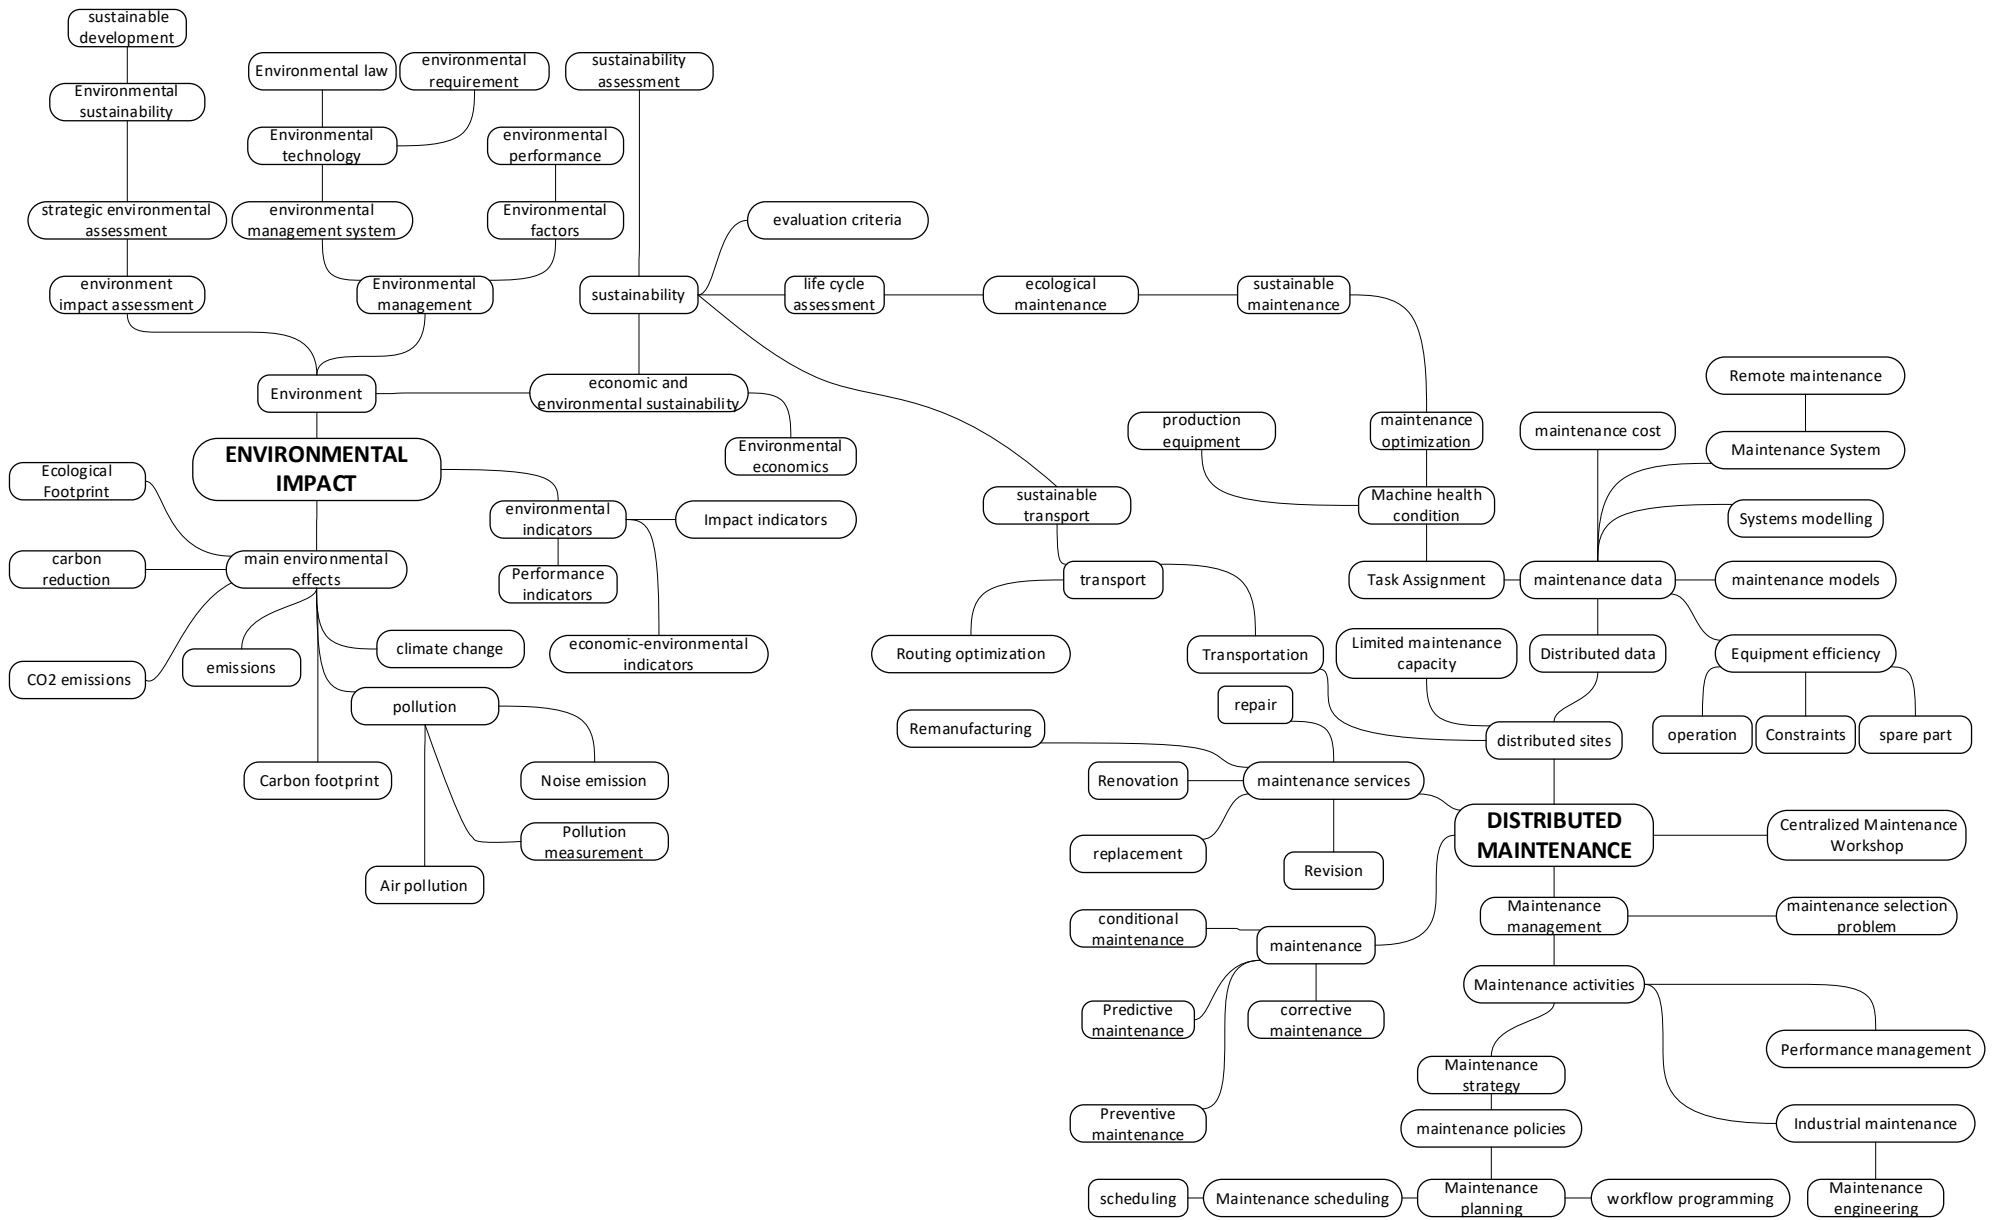 sustainable
development
Environmental law
environmental
requirement
sustainability
assessment
Environmental
sustainability
Environmental
technology
environmental
performance
strategic environmental
assessment
environmental
management system
Environmental
factors
evaluation criteria
environment
impact assessment
Environmental
management
sustainability
life cycle
assessment
ecological
maintenance
sustainable
maintenance
Environment
economic and
environmental sustainability
Remote maintenance
ENVIRONMENTAL
IMPACT
Environmental
economics
production
equipment
maintenance
optimization
maintenance cost
Maintenance System
Ecological
Footprint
environmental
indicators
Impact indicators
sustainable
transport
Machine health
condition
Systems modelling
carbon
reduction
main environmental
effects
Performance
indicators
transport
Task Assignment
maintenance data
maintenance models
CO2 emissions
emissions
climate change
economic-environmental
indicators
Routing optimization
Transportation
Limited maintenance
capacity
Distributed data
Equipment efficiency
pollution
repair
Remanufacturing
distributed sites
operation
Constraints
spare part
Carbon footprint
Noise emission
Renovation
maintenance services
Pollution
measurement
replacement
Revision
DISTRIBUTED
MAINTENANCE
Centralized Maintenance
Workshop
Air pollution
conditional
maintenance
maintenance
Maintenance
management
maintenance selection
problem
Maintenance activities
Predictive
maintenance
corrective
maintenance
Performance management
Maintenance
strategy
Preventive
maintenance
maintenance policies
Industrial maintenance
scheduling
Maintenance scheduling
Maintenance
planning
workflow programming
Maintenance
engineering